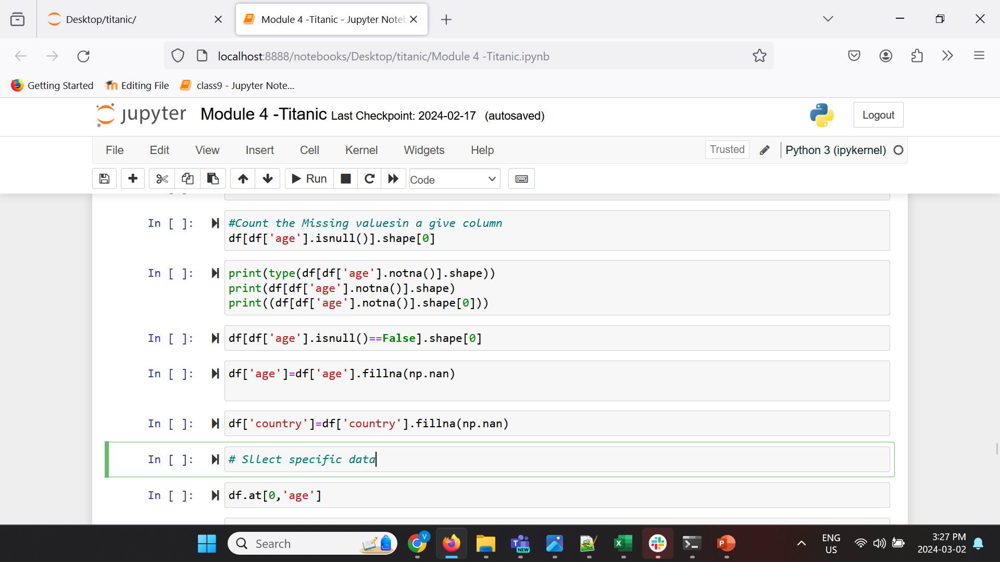 Desktop/titanic/
Module 4 -Titanic - Jupyter Noteb
localhost:8888/notebooks/Desktop/titanic/Module 4 -Titanic.ipynb
Getting Started
Editing File
class9 - Jupyter Note...
jupyter
Module 4 -Titanic Last Checkpoint: 2024-02-17 (autosaved)
Logout
File Edit View Insert Cell Kernel Widgets Help
Trusted
Python 3 (ipykernel)
Run
Code
In [ ]:
#Count the Missing valuesin a give column
df[df['age'].isnull()].shape[0]
In [ ]:
print(type(df[df['age'].notna()].shape))
print(df[df['age'].notna()].shape)
print((df[df['age'].notna()].shape[0]))
In [ ]:
df[df['age'].isnull()==False].shape[0]
In [ ]:
df['age']=df['age'].fillna(np.nan)
In [ ]:
df['country']=df['country'].fillna(np.nan)
In [ ]:
# Sllect specific data
In [ ]:
df.at[0,'age']
Search
V
T
NEW
X
P
ENG
US
3:27 PM
2024-03-02